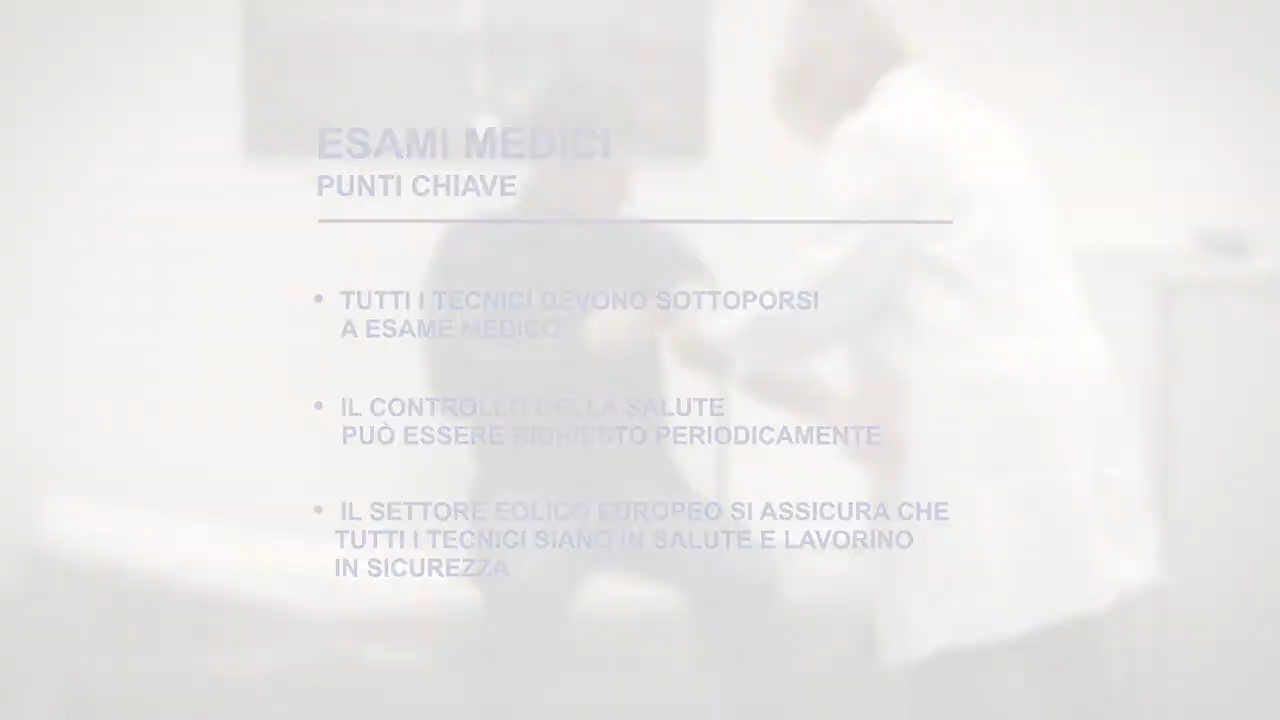 ESAMI MEDICI
PUNTI CHIAVE
• TUTTI I TECNICI DEVONO SOTTOPORSI
A ESAME MEDICO
• IL CONTROLLO DELLA SALUTE
PUÒ ESSERE RICHIESTO PERIODICAMENTE
• IL SETTORE EOLICO EUROPEO SI ASSICURA CHE
TUTTI I TECNICI SIANO IN SALUTE E LAVORINO
IN SICUREZZA